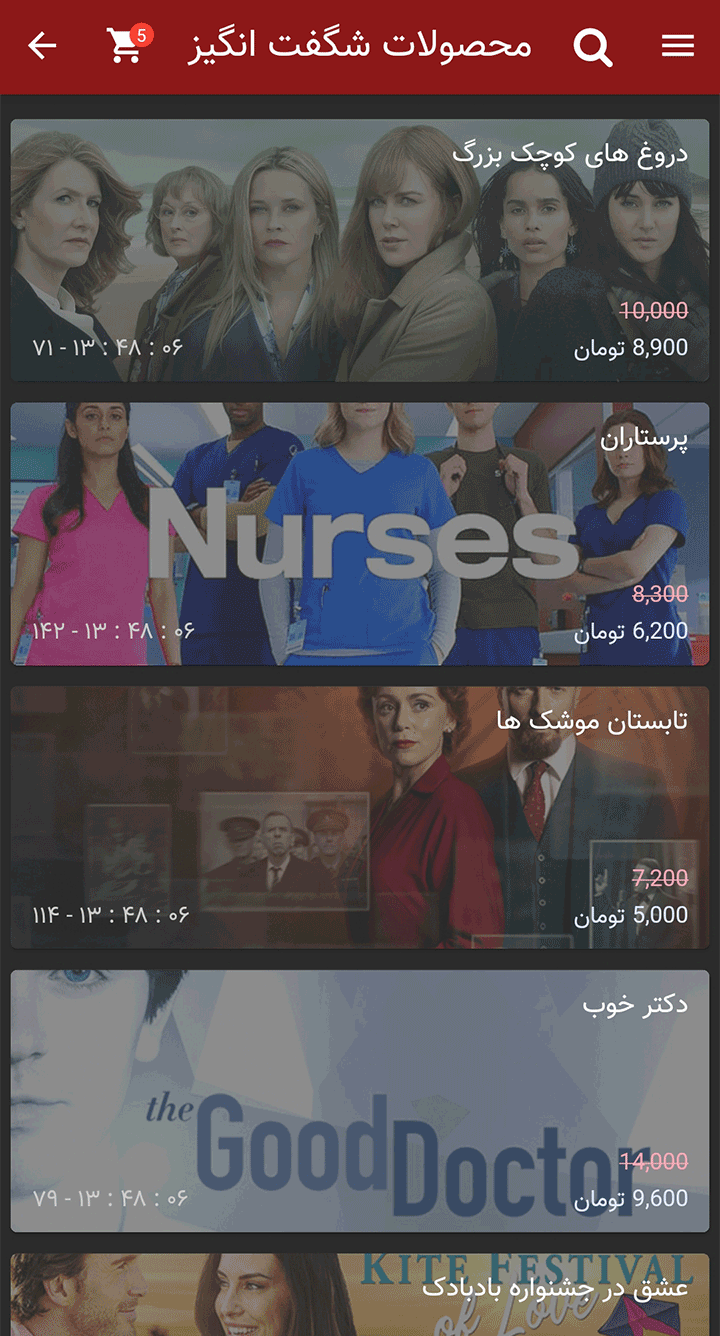 محصولات شگفت انگیز
5
دروغ های کوچک بزرگ
10,000
8,900 تومان
۷۱ - ۱۳ : ۴۸ : ۰۶
پرستاران
Nurses
8,300
6,200 تومان
۱۴۲ - ۱۳ : ۴۸ : ۰۶
تابستان موشک ها
7,200
5,000 تومان
۱۱۴ - ۱۳ : ۴۸ : ۰۶
دکتر خوب
the Good Doctor
14,000
9,600 تومان
۷۹ - ۱۳ : ۴۸ : ۰۶
KITE FESTIVAL
عشق در جشنواره بادبادک
of Love